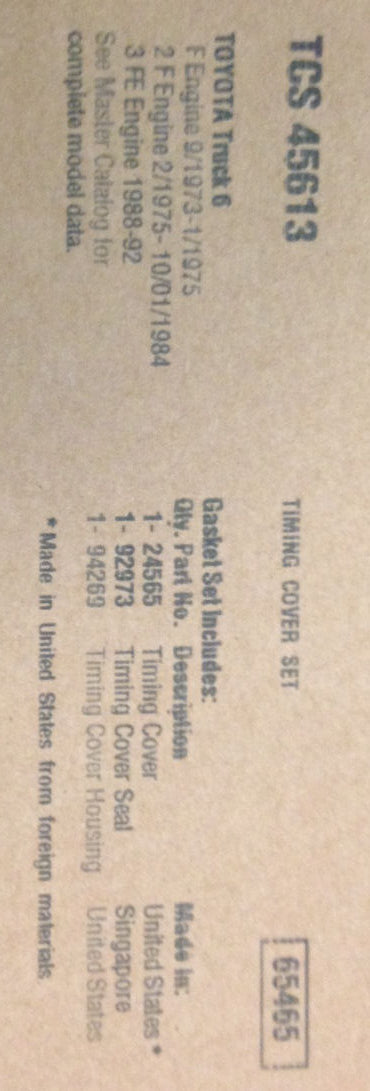 TCS 45613
TIMING COVER SET
65465
TOYOTA Truck 6
F Engine 9/1973-1/1975
2 F Engine 2/1975- 10/01/1984
3 FE Engine 1988-92
See Master Catalog for
complete model data.
Gasket Set Includes:
Qty. Part No. Description Made in:
1- 24565 Timing Cover United States *
1- 92973 Timing Cover Seal Singapore
1- 94269 Timing Cover Housing United States
* Made in United States from foreign materials.